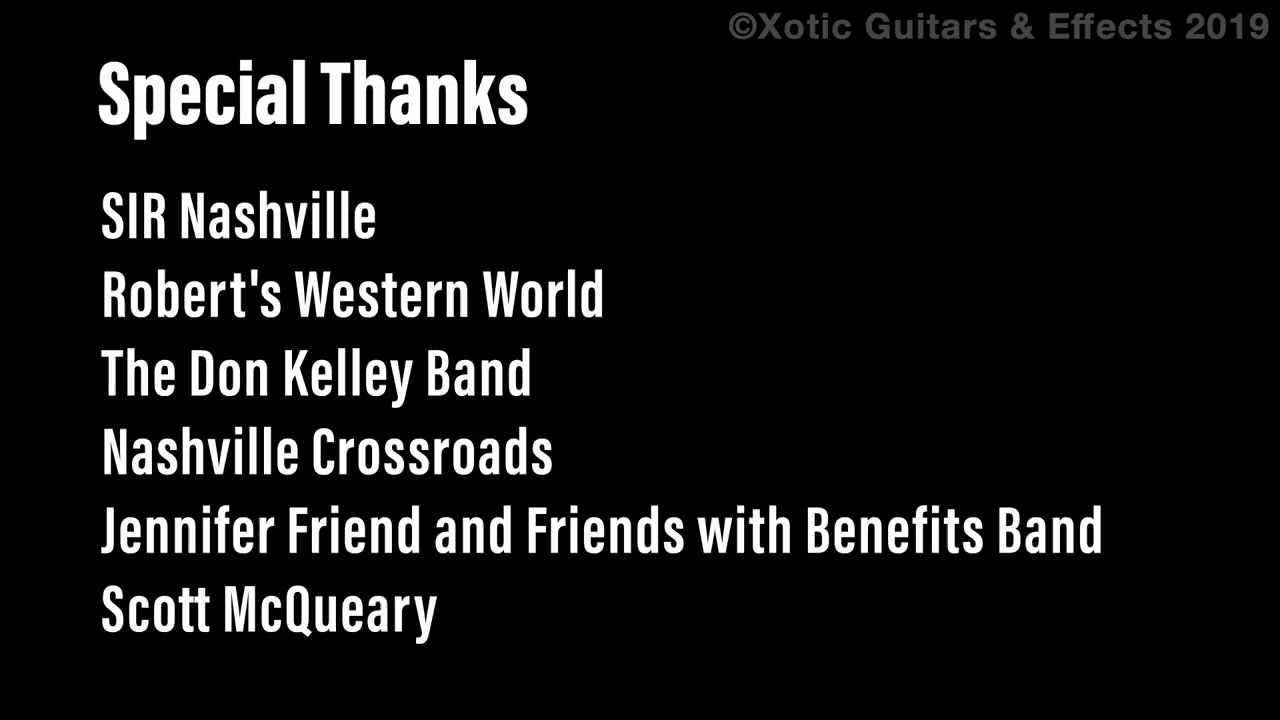 ©Xotic Guitars & Effects 2019
Special Thanks
SIR Nashville
Robert's Western World
The Don Kelley Band
Nashville Crossroads
Jennifer Friend and Friends with Benefits Band
Scott McQueary